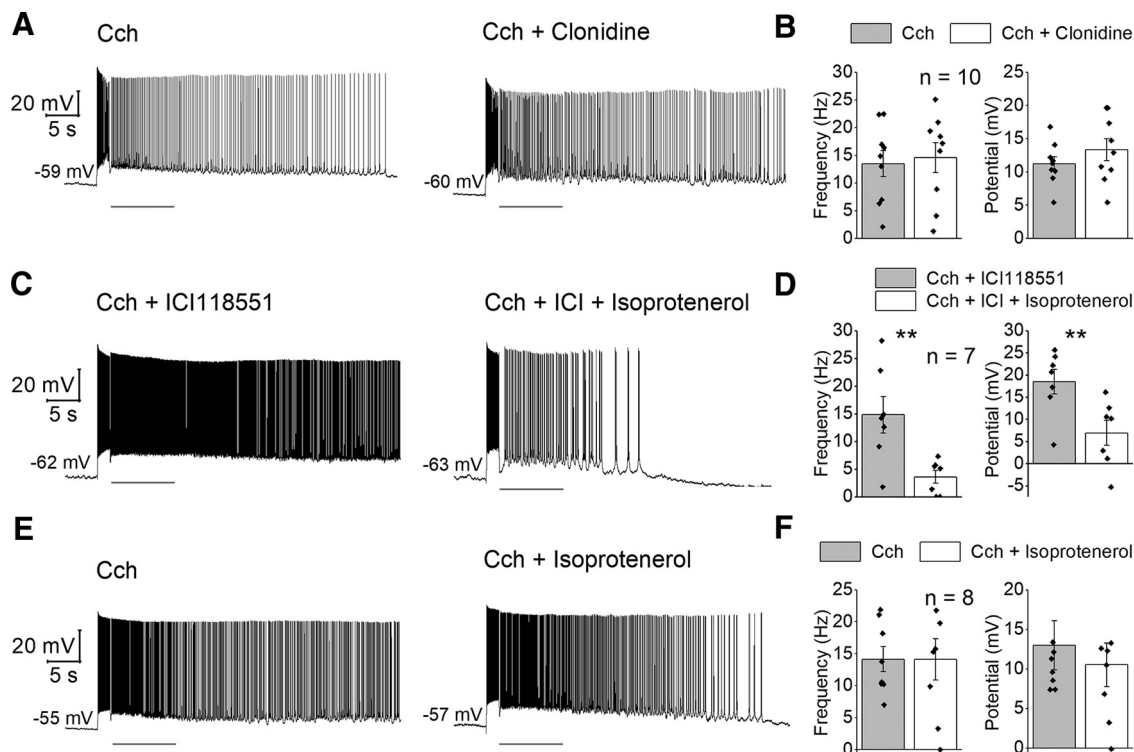 A
Cch
Cch + Clonidine
20 mV
5 s
-59 mV
-60 mV
B
Cch
Cch + Clonidine
n = 10
Frequency (Hz)
30
25
20
15
10
5
0
Potential (mV)
25
20
15
10
5
0
C
Cch + ICI118551
Cch + ICI + Isoprotenerol
20 mV
5 s
-62 mV
-63 mV
D
Cch + ICI118551
Cch + ICI + Isoprotenerol
**
n = 7
Frequency (Hz)
30
25
20
15
10
5
0
**
Potential (mV)
30
25
20
15
10
5
0
-5
E
Cch
Cch + Isoprotenerol
20 mV
5 s
-55 mV
-57 mV
F
Cch
Cch + Isoprotenerol
n = 8
Frequency (Hz)
25
20
15
10
5
0
Potential (mV)
20
15
10
5
0